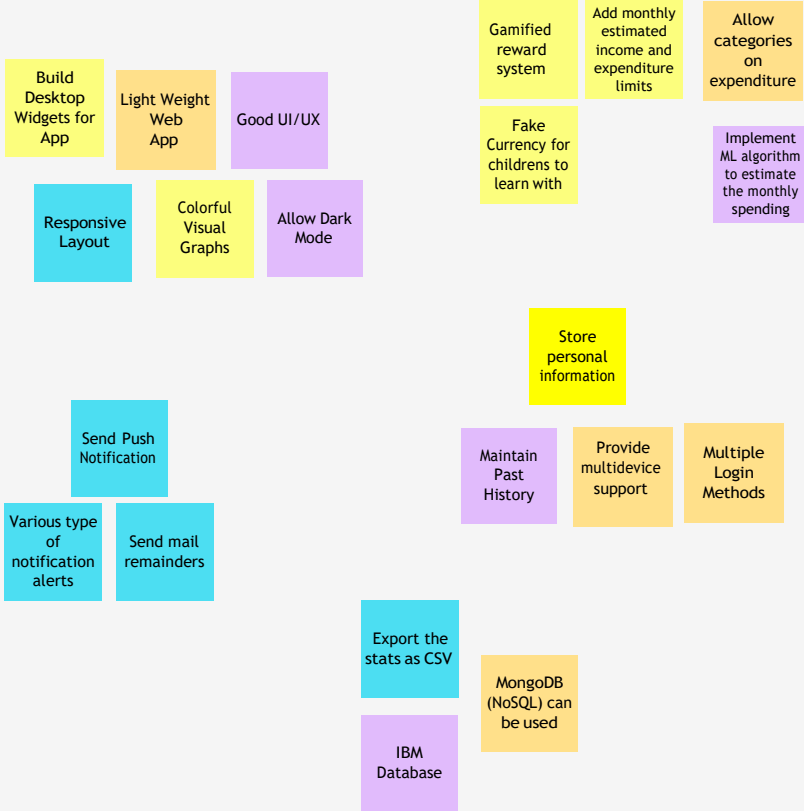 Build
Desktop
Widgets for
App
Light Weight
Web
App
Good UI/UX
Responsive
Layout
Colorful
Visual
Graphs
Allow Dark
Mode
Gamified
reward
system
Add monthly
estimated
income and
expenditure
limits
Allow
categories
on
expenditure
Fake
Currency for
childrens to
learn with
Implement
ML algorithm
to estimate
the monthly
spending
Store
personal
information
Maintain
Past
History
Provide
multidevice
support
Multiple
Login
Methods
Send Push
Notification
Various type
of
notification
alerts
Send mail
remainders
Export the
stats as CSV
MongoDB
(NoSQL) can
be used
IBM
Database